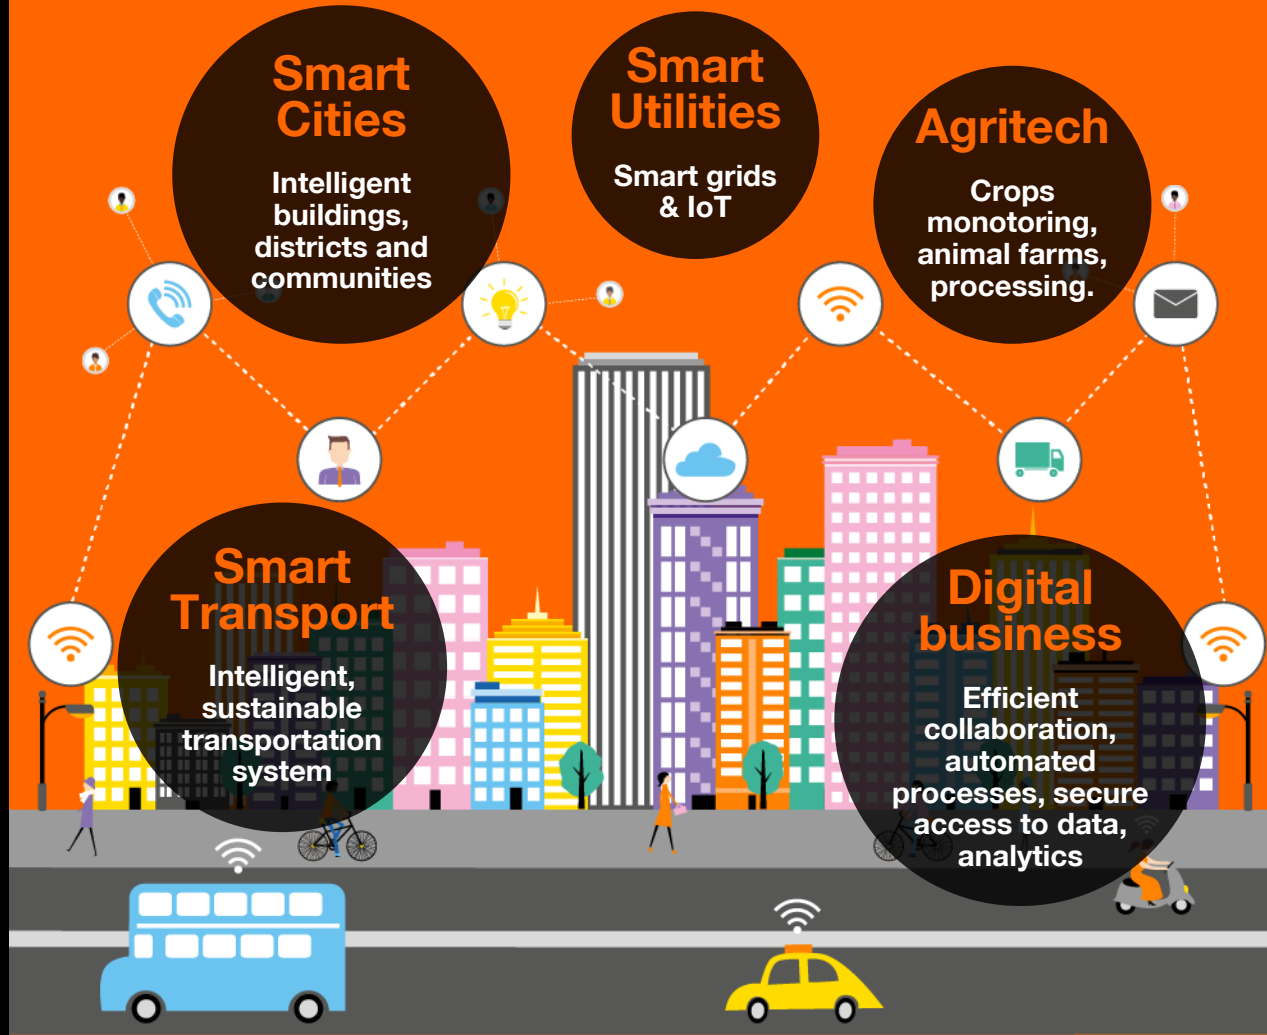 Smart
Cities
Intelligent
buildings,
districts and
communities
Smart
Utilities
Smart grids
& IoT
Agritech
Crops
monotoring,
animal farms,
processing.
Smart
Transport
Intelligent,
sustainable
transportation
system
Digital
business
Efficient
collaboration,
automated
processes, secure
access to data,
analytics